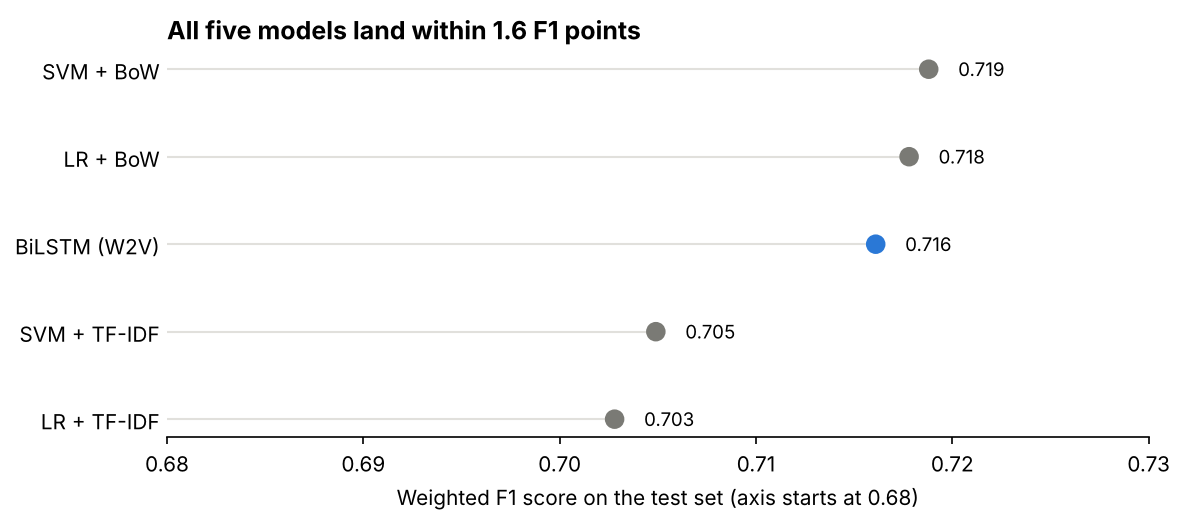 All five models land within 1.6 F1 points
SVM + BoW 0.719
LR + BoW 0.718
BiLSTM (W2V) 0.716
SVM + TF-IDF 0.705
LR + TF-IDF 0.703
0.68 0.69 0.70 0.71 0.72 0.73
Weighted F1 score on the test set (axis starts at 0.68)